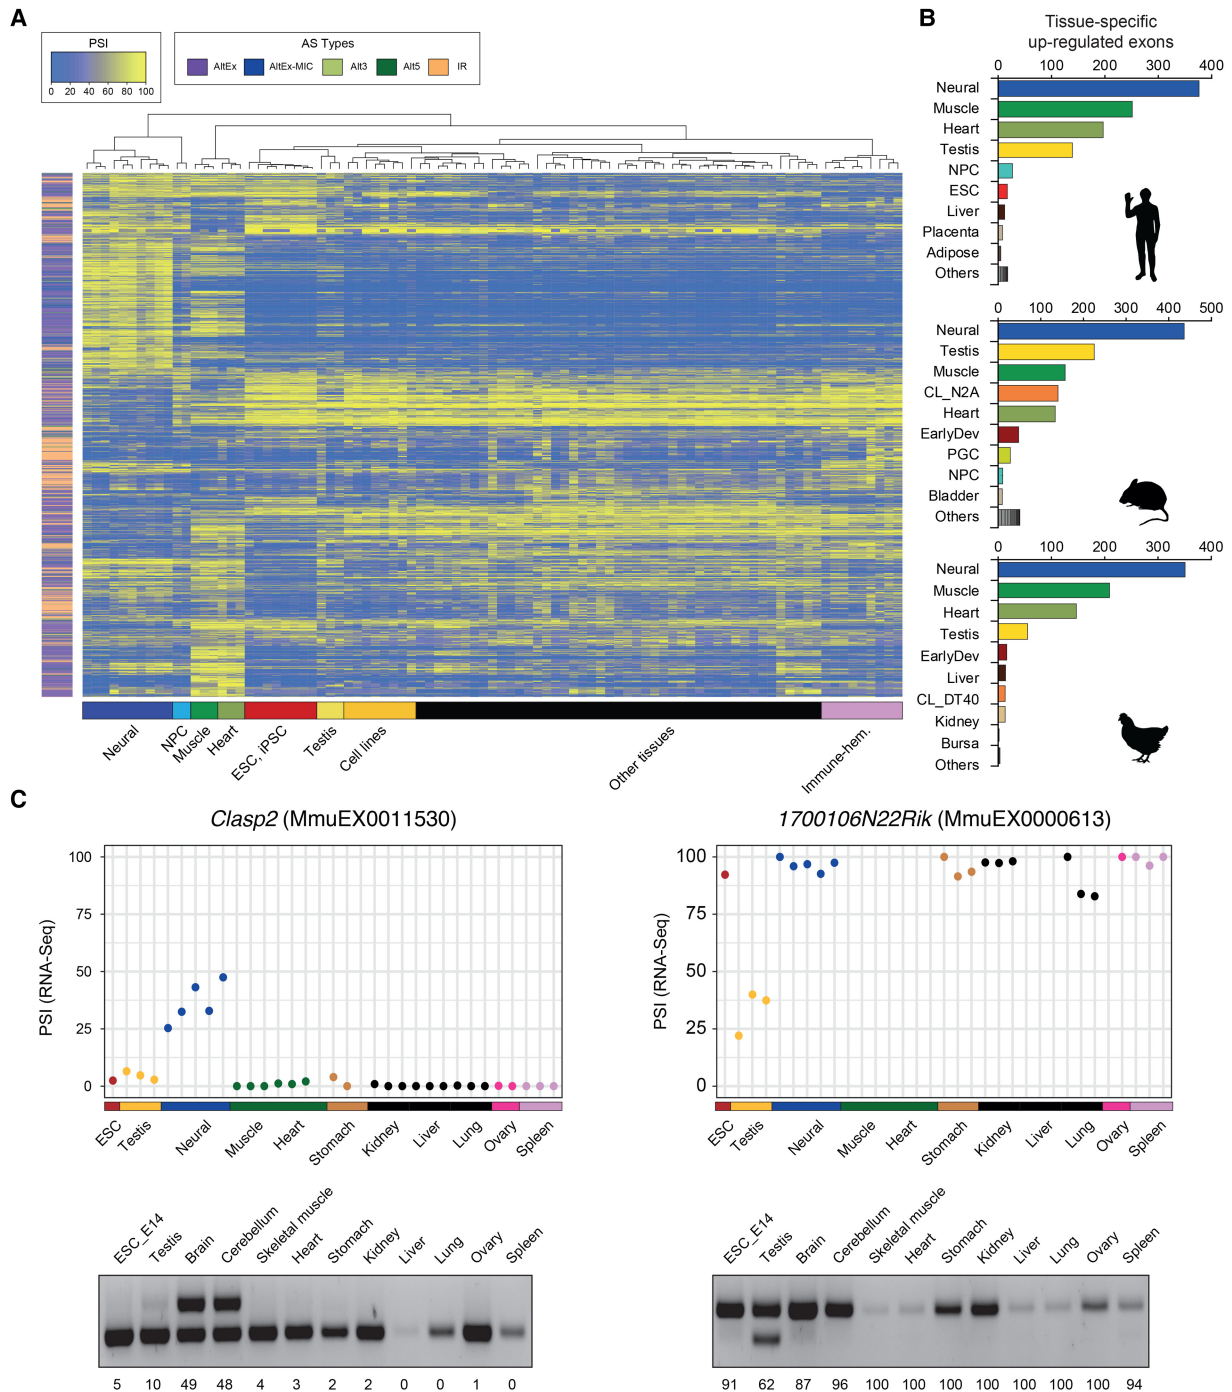 A
PSI
0 20 40 60 80 100
AS Types
AltEx AltEx-MIC Alt3 Alt5 IR
Neural NPC Muscle Heart ESC, iPSC Testis Cell lines Other tissues Immune-hem.
B
Tissue-specific
up-regulated exons
0 100 200 300 400
Neural
Muscle
Heart
Testis
NPC
ESC
Liver
Placenta
Adipose
Others
0 100 200 300 400 500
Neural
Testis
Muscle
CL_N2A
Heart
EarlyDev
PGC
NPC
Bladder
Others
0 100 200 300 400
Neural
Muscle
Heart
Testis
EarlyDev
Liver
CL_DT40
Kidney
Bursa
Others
C
Clasp2 (MmuEX0011530)
PSI (RNA-Seq)
100
75
50
25
0
ESC Testis Neural Muscle Heart Stomach Kidney Liver Lung Ovary Spleen
ESC_E14 Testis Brain Cerebellum Skeletal muscle Heart Stomach Kidney Liver Lung Ovary Spleen
5 10 49 48 4 3 2 2 0 0 1 0
1700106N22Rik (MmuEX0000613)
PSI (RNA-Seq)
100
75
50
25
0
ESC Testis Neural Muscle Heart Stomach Kidney Liver Lung Ovary Spleen
ESC_E14 Testis Brain Cerebellum Skeletal muscle Heart Stomach Kidney Liver Lung Ovary Spleen
91 62 87 96 100 100 100 100 100 100 100 94